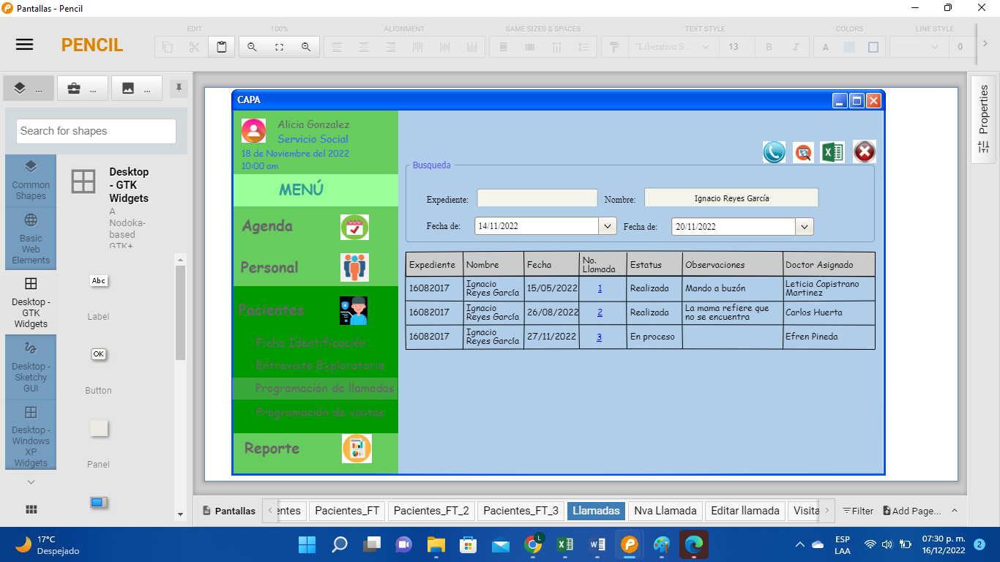 Pantallas - Pencil
PENCIL
EDIT
100%
ALIGNMENT
SAME SIZES & SPACES
TEXT STYLE
COLORS
LINE STYLE
"Liberation S...
13
B
I
A
0
...
...
...
Search for shapes
Common
Shapes
Basic
Web
Elements
Desktop -
GTK
Widgets
Desktop -
Sketchy
GUI
Desktop -
Windows
XP
Widgets
Desktop
- GTK
Widgets
A
Nodoka-
based
GTK+
Abc
Label
OK
Button
Panel
Properties
CAPA
Alicia Gonzalez
Servicio Social
18 de Noviembre del 2022
10:00 am
MENÚ
Agenda
Personal
Pacientes
Ficha Identificación
Entrevista Exploratoria
Programación de llamadas
Programación de visitas
Reporte
Busqueda
Expediente:
Nombre: Ignacio Reyes García
Fecha de: 14/11/2022
Fecha de: 20/11/2022
Expediente Nombre Fecha No. Llamada Estatus Observaciones Doctor Asignado
16082017 Ignacio Reyes García 15/05/2022 1 Realizada Mando a buzón Leticia Capistrano Martinez
16082017 Ignacio Reyes García 26/08/2022 2 Realizada La mama refiere que no se encuentra Carlos Huerta
16082017 Ignacio Reyes García 27/11/2022 3 En proceso Efren Pineda
Pantallas
entes
Pacientes_FT
Pacientes_FT_2
Pacientes_FT_3
Llamadas
Nva Llamada
Editar llamada
Visita
Filter
Add Page...
17°C
Despejado
L
ESP
LAA
07:30 p. m.
16/12/2022
2